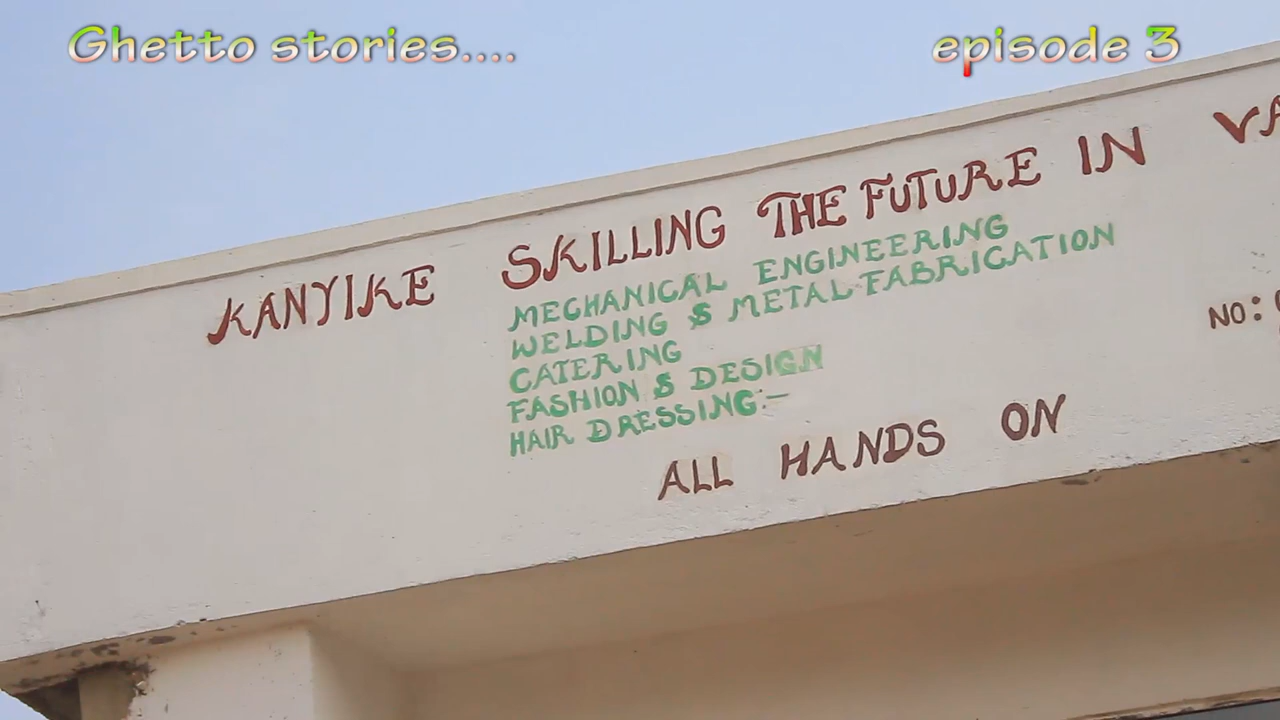 Ghetto stories.... episode 3
KANYIKE SKILLING THE FUTURE IN
MECHANICAL ENGINEERING
WELDING & METAL FABRICATION
CATERING
FASHION & DESIGN
HAIR DRESSING:-
NO:
ALL HANDS ON